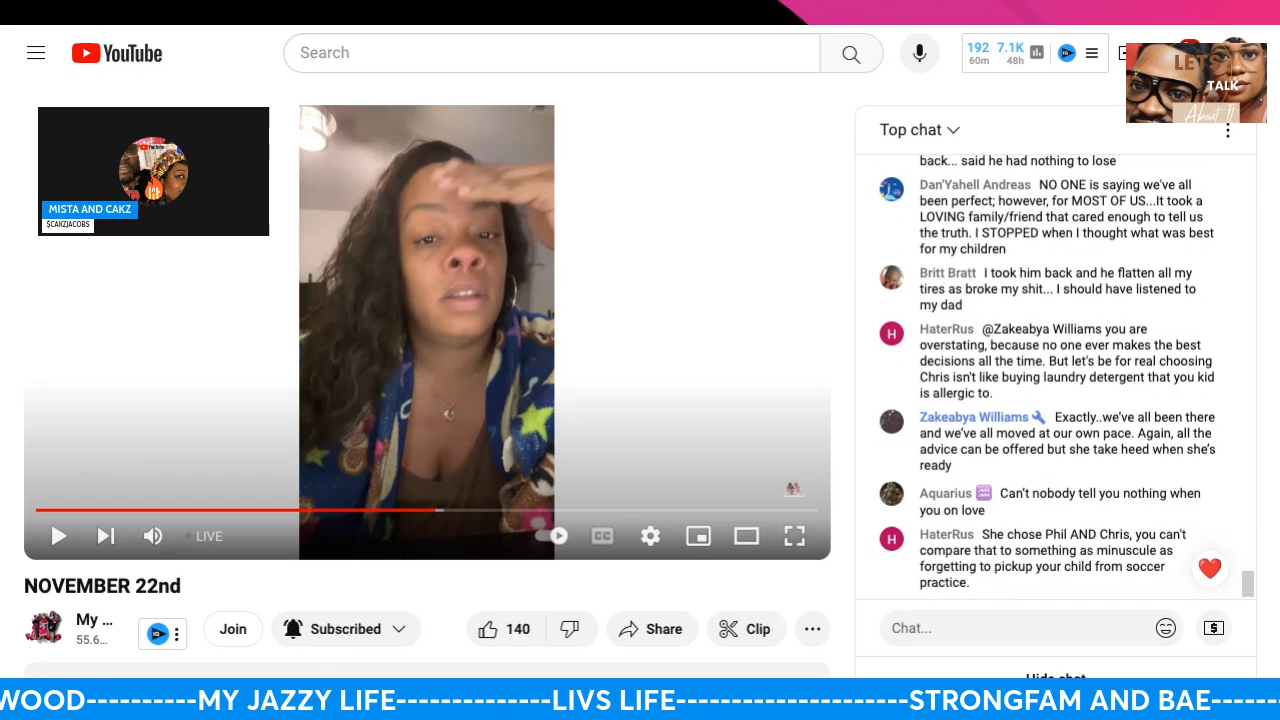 YouTube
Search
192 7.1K
60m 48h
LETS
TALK
About It
MISTA AND CAKZ
$CAKZJACOBS
LIVE
CC
NOVEMBER 22nd
My ...
55.6...
Join
Subscribed
140
Share
Clip
Top chat
back... said he had nothing to lose
Dan'Yahell Andreas NO ONE is saying we've all
been perfect; however, for MOST OF US...It took a
LOVING family/friend that cared enough to tell us
the truth. I STOPPED when I thought what was best
for my children
Britt Bratt I took him back and he flatten all my
tires as broke my shit... I should have listened to
my dad
H
HaterRus @Zakeabya Williams you are
overstating, because no one ever makes the best
decisions all the time. But let's be for real choosing
Chris isn't like buying laundry detergent that you kid
is allergic to.
Zakeabya Williams Exactly..we've all been there
and we've all moved at our own pace. Again, all the
advice can be offered but she take heed when she's
ready
Aquarius ♒ Can't nobody tell you nothing when
you on love
H
HaterRus She chose Phil AND Chris, you can't
compare that to something as minuscule as
forgetting to pickup your child from soccer
practice.
Chat...
Hide chat
WOOD----------MY JAZZY LIFE--------------LIVS LIFE---------------------STRONGFAM AND BAE------